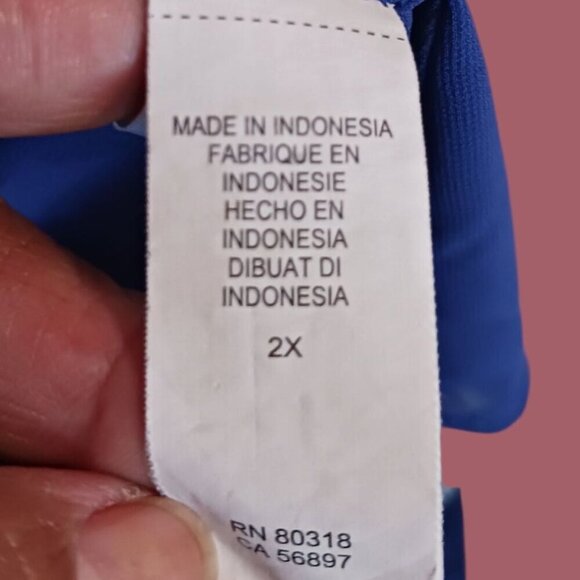 MADE IN INDONESIA
FABRIQUE EN
INDONESIE
HECHO EN
INDONESIA
DIBUAT DI
INDONESIA
2X
RN 80318
CA 56897